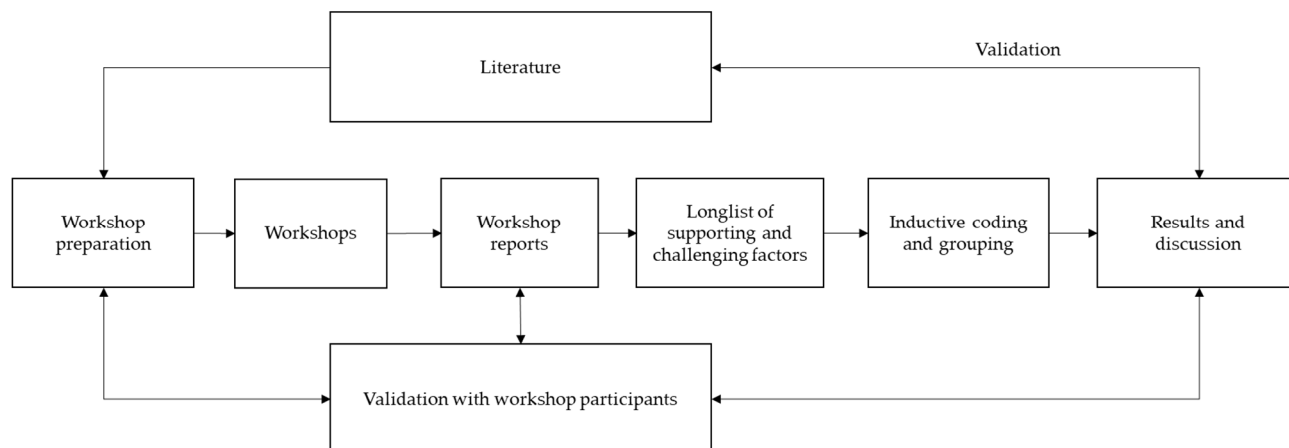 Validation
Literature
Workshop
preparation
Workshops
Workshop
reports
Longlist of
supporting and
challenging factors
Inductive coding
and grouping
Results and
discussion
Validation with workshop participants